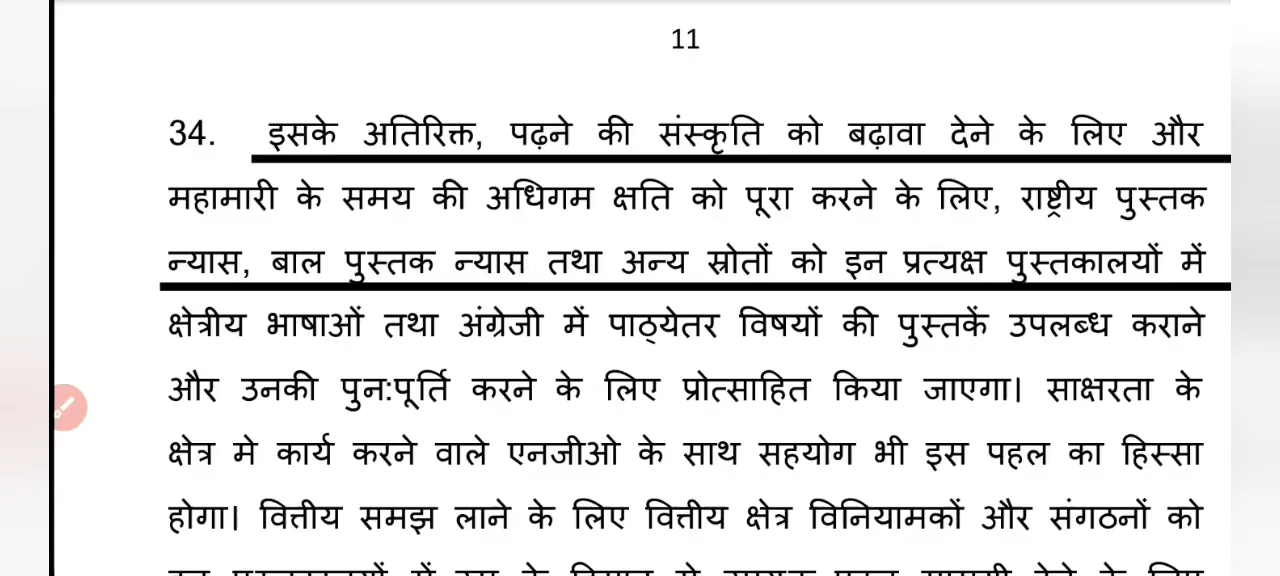 11
34. इसके अतिरिक्त, पढ़ने की संस्कृति को बढ़ावा देने के लिए और
महामारी के समय की अधिगम क्षति को पूरा करने के लिए, राष्ट्रीय पुस्तक
न्यास, बाल पुस्तक न्यास तथा अन्य स्रोतों को इन प्रत्यक्ष पुस्तकालयों में
क्षेत्रीय भाषाओं तथा अंग्रेजी में पाठ्येतर विषयों की पुस्तकें उपलब्ध कराने
और उनकी पुन:पूर्ति करने के लिए प्रोत्साहित किया जाएगा। साक्षरता के
क्षेत्र मे कार्य करने वाले एनजीओ के साथ सहयोग भी इस पहल का हिस्सा
होगा। वित्तीय समझ लाने के लिए वित्तीय क्षेत्र विनियामकों और संगठनों को